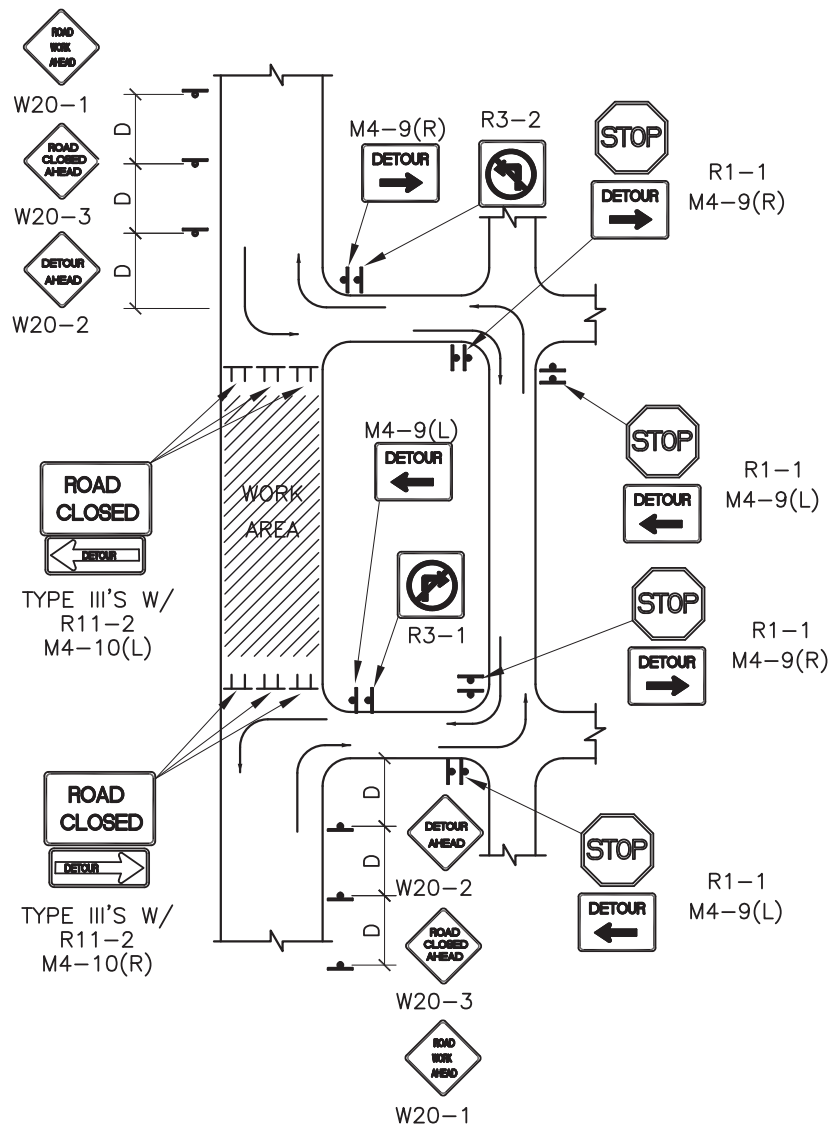 ROAD
WORK
AHEAD
W20-1
ROAD
CLOSED
AHEAD
W20-3
DETOUR
AHEAD
W20-2
D
D
D
M4-9(R)
DETOUR
R3-2
STOP
DETOUR
R1-1
M4-9(R)
ROAD
CLOSED
DETOUR
TYPE III'S W/
R11-2
M4-10(L)
WORK
AREA
M4-9(L)
DETOUR
R3-1
STOP
DETOUR
R1-1
M4-9(L)
STOP
DETOUR
R1-1
M4-9(R)
ROAD
CLOSED
DETOUR
TYPE III'S W/
R11-2
M4-10(R)
D
D
D
DETOUR
AHEAD
W20-2
ROAD
CLOSED
AHEAD
W20-3
ROAD
WORK
AHEAD
W20-1
STOP
DETOUR
R1-1
M4-9(L)